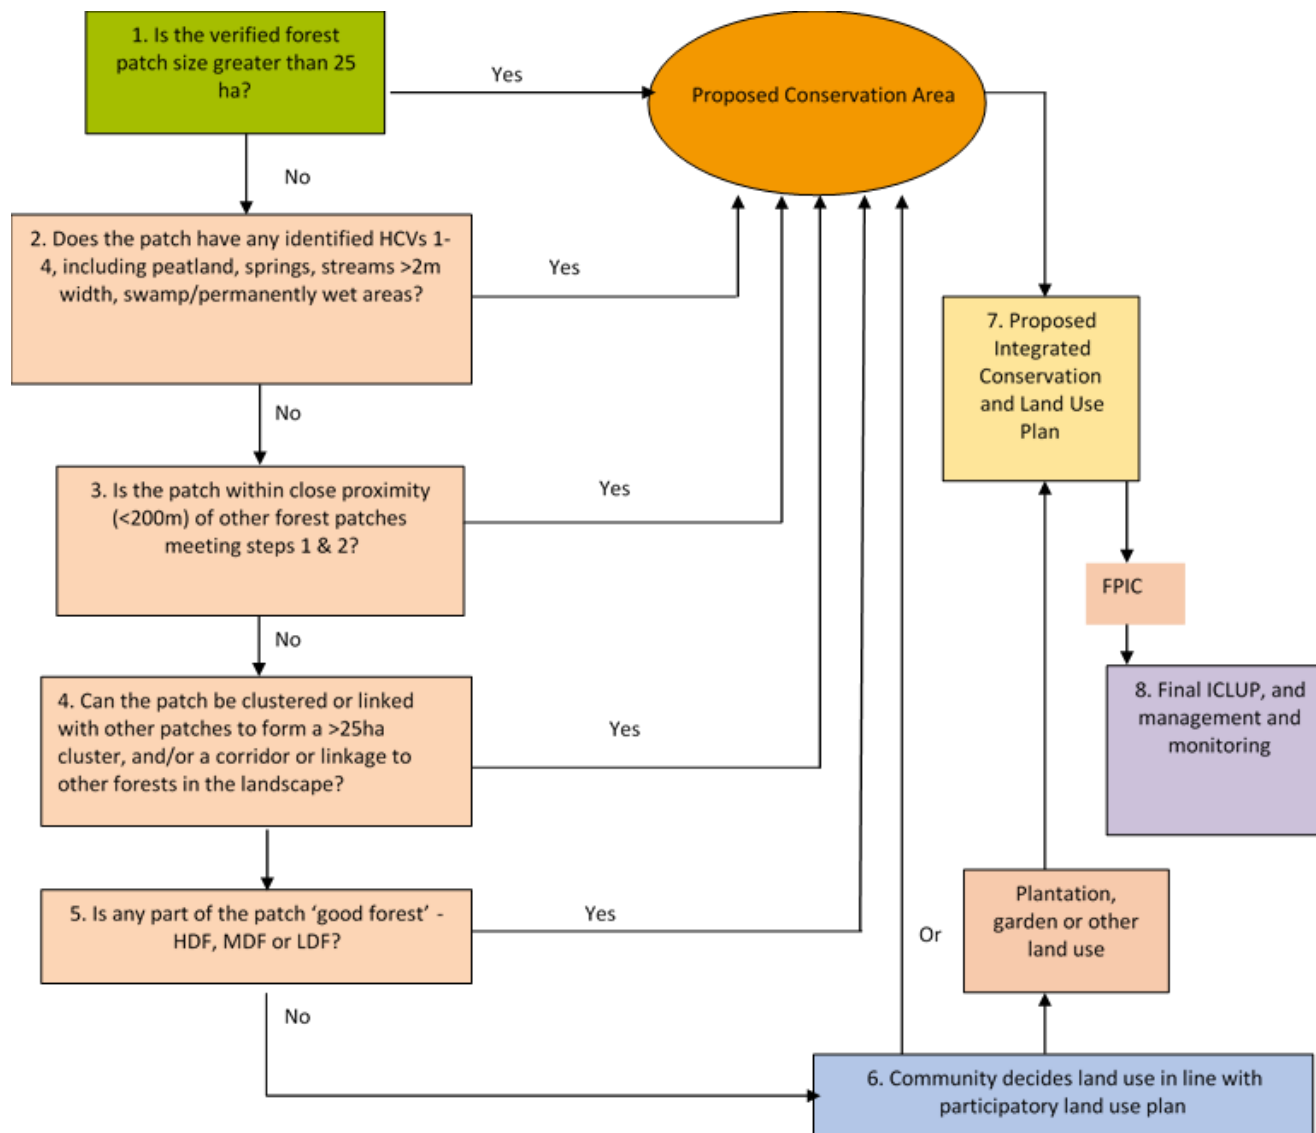 1. Is the verified forest
patch size greater than 25
ha?
Yes
Proposed Conservation Area
No
2. Does the patch have any identified HCVs 1-
4, including peatland, springs, streams >2m
width, swamp/permanently wet areas?
Yes
7. Proposed
Integrated
Conservation
and Land Use
Plan
No
3. Is the patch within close proximity
(<200m) of other forest patches
meeting steps 1 & 2?
Yes
FPIC
No
4. Can the patch be clustered or linked
with other patches to form a >25ha
cluster, and/or a corridor or linkage to
other forests in the landscape?
Yes
8. Final ICLUP, and
management and
monitoring
5. Is any part of the patch ‘good forest’ -
HDF, MDF or LDF?
Yes
Or
Plantation,
garden or other
land use
No
6. Community decides land use in line with
participatory land use plan